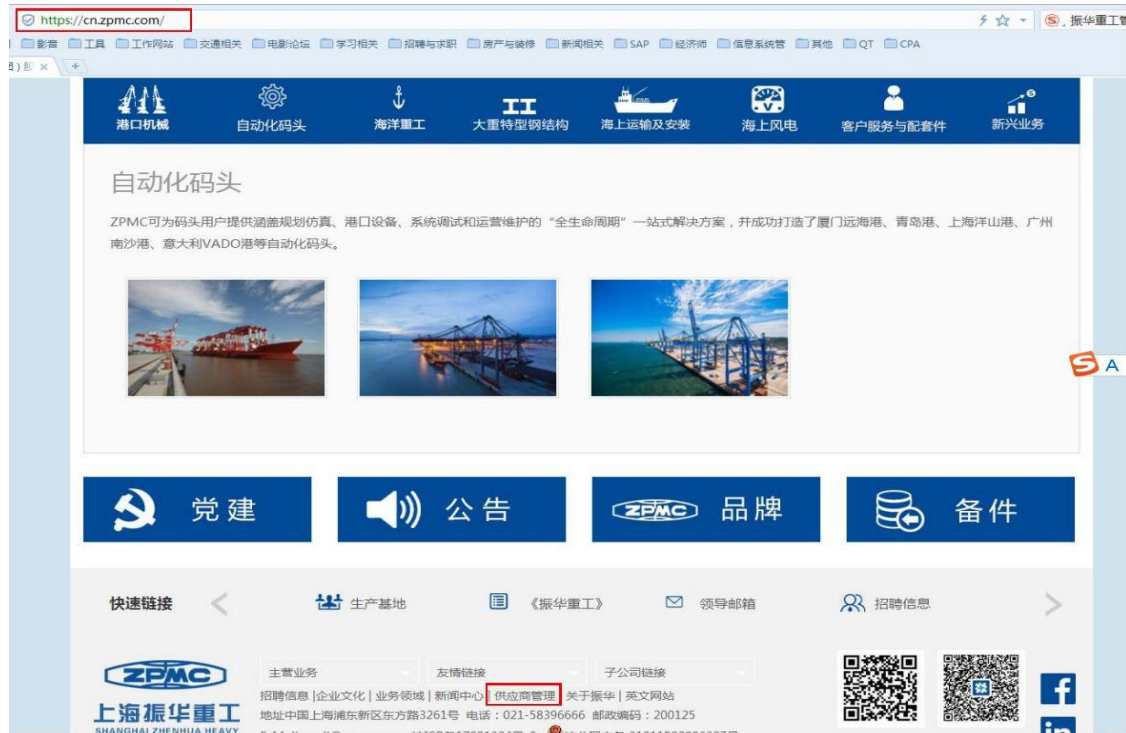 https://cn.zpmc.com/
振华重工
影音 工具 工作网站 交通相关 电影论坛 学习相关 招聘与求职 房产与装修 新闻相关 SAP 经济师 信息系统管 其他 QT CPA
港口机械 自动化码头 海洋重工 大重特型钢结构 海上运输及安装 海上风电 客户服务与配套件 新兴业务
自动化码头
ZPMC可为码头用户提供涵盖规划仿真、港口设备、系统调试和运营维护的“全生命周期”一站式解决方案，并成功打造了厦门远海港、青岛港、上海洋山港、广州
南沙港、意大利VADO港等自动化码头。
A
党建 公告 ZPMC 品牌 备件
快速链接 生产基地 《振华重工》 领导邮箱 招聘信息
ZPMC
主营业务 友情链接 子公司链接
招聘信息 |企业文化 | 业务领域 | 新闻中心 | 供应商管理 | 关于振华 | 英文网站
上海振华重工
地址中国上海浦东新区东方路3261号 电话：021-58396666 邮政编码：200125
SHANGHAI ZHENHUA HEAVY